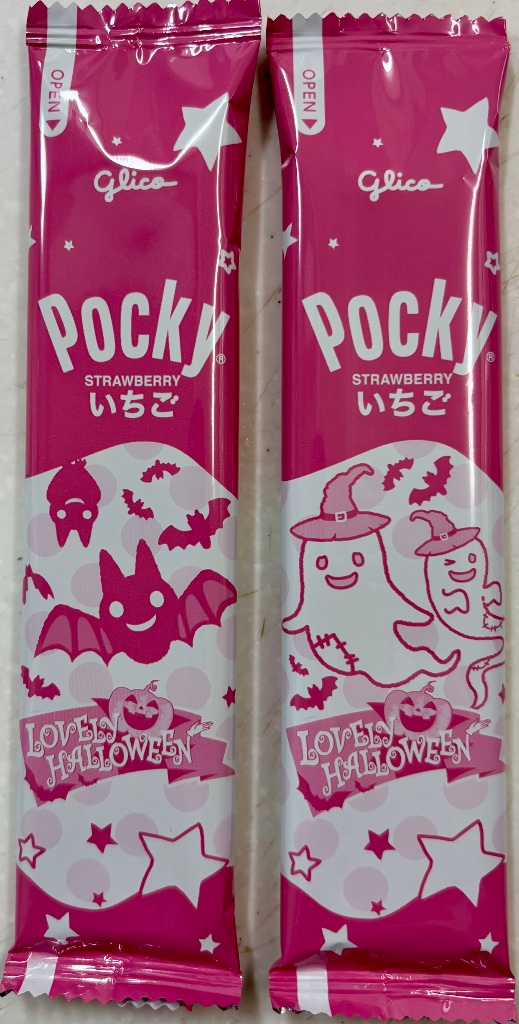 OPEN
Glico
Pocky®
STRAWBERRY
いちご
LOVELY
HALLOWEEN
OPEN
Glico
Pocky®
STRAWBERRY
いちご
LOVELY
HALLOWEEN